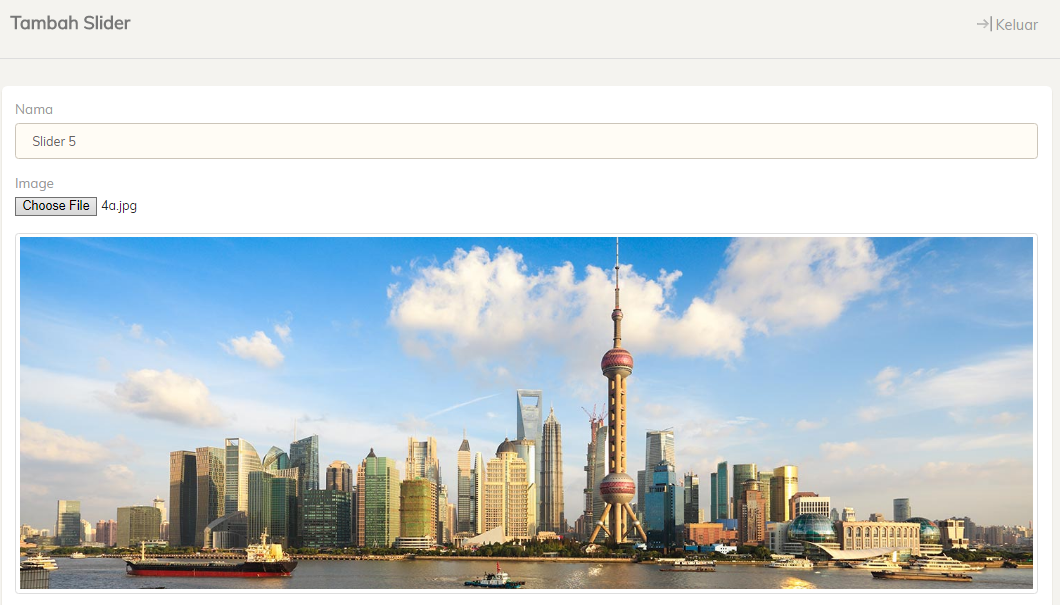 Tambah Slider
Keluar
Nama
Slider 5
Image
Choose File 4a.jpg